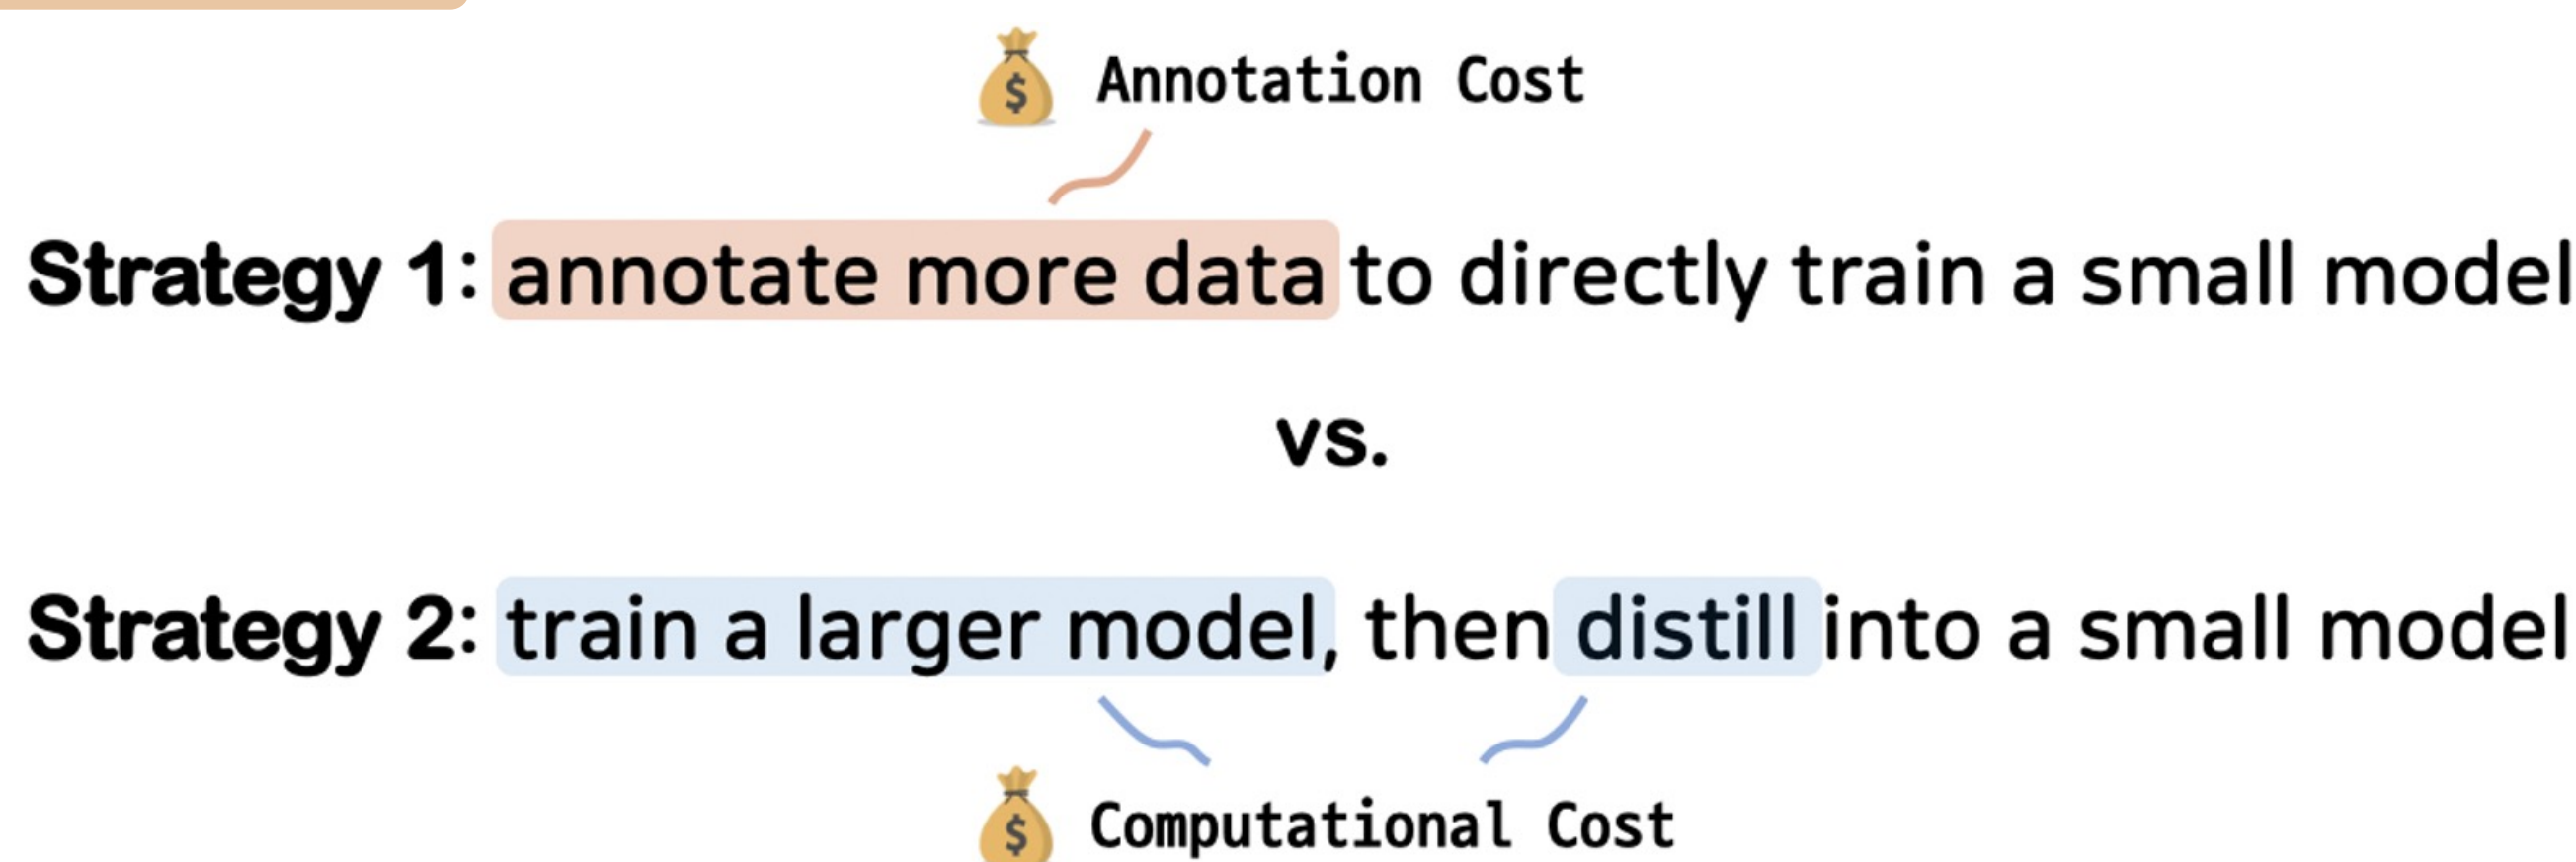 Annotation Cost
Strategy 1: annotate more data to directly train a small model
vs.
Strategy 2: train a larger model, then distill into a small model
Computational Cost